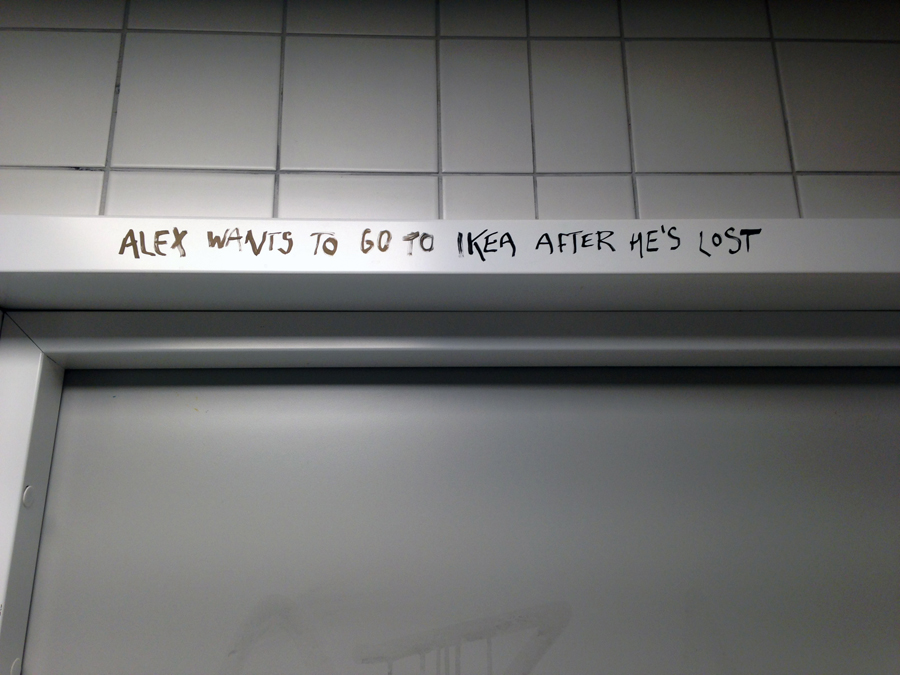 ALEX WANTS TO GO TO IKEA AFTER HE'S LOST